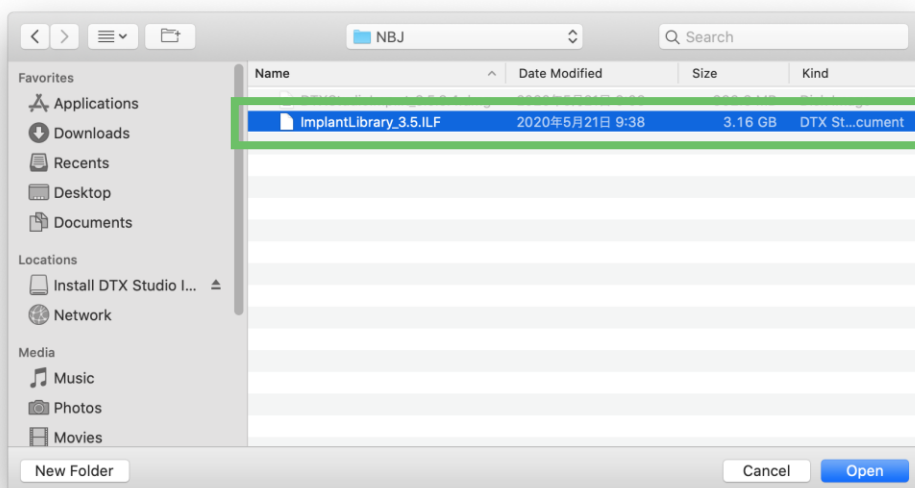 NBJ
Search
Favorites
Applications
Downloads
Recents
Desktop
Documents
Locations
Install DTX Studio I...
Network
Media
Music
Photos
Movies
Name Date Modified Size Kind
ImplantLibrary_3.5.ILF 2020年5月21日 9:38 3.16 GB DTX St...cument
New Folder Cancel Open